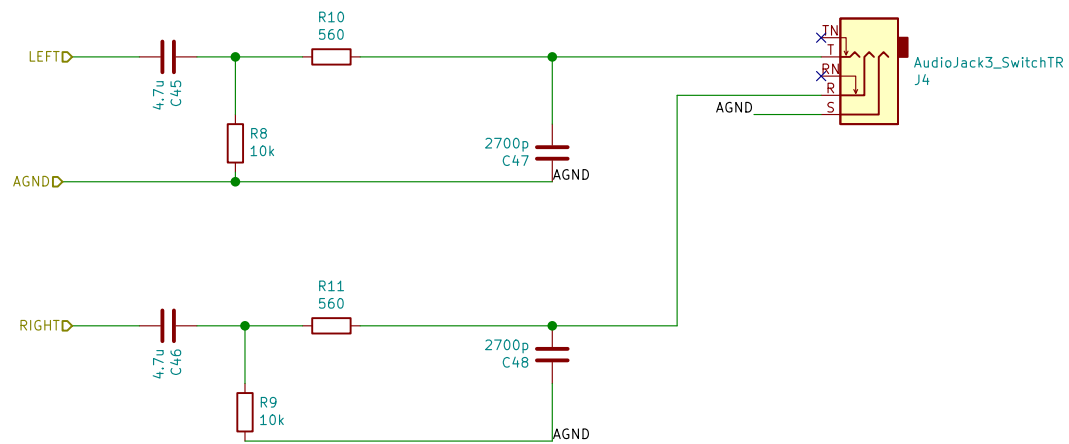 R10
560
LEFT
4.7u
C45
R8
10k
2700p
C47
AGND
AGND
TN
T
RN
R
S
AGND
AudioJack3_SwitchTR
J4
R11
560
RIGHT
4.7u
C46
2700p
C48
R9
10k
AGND